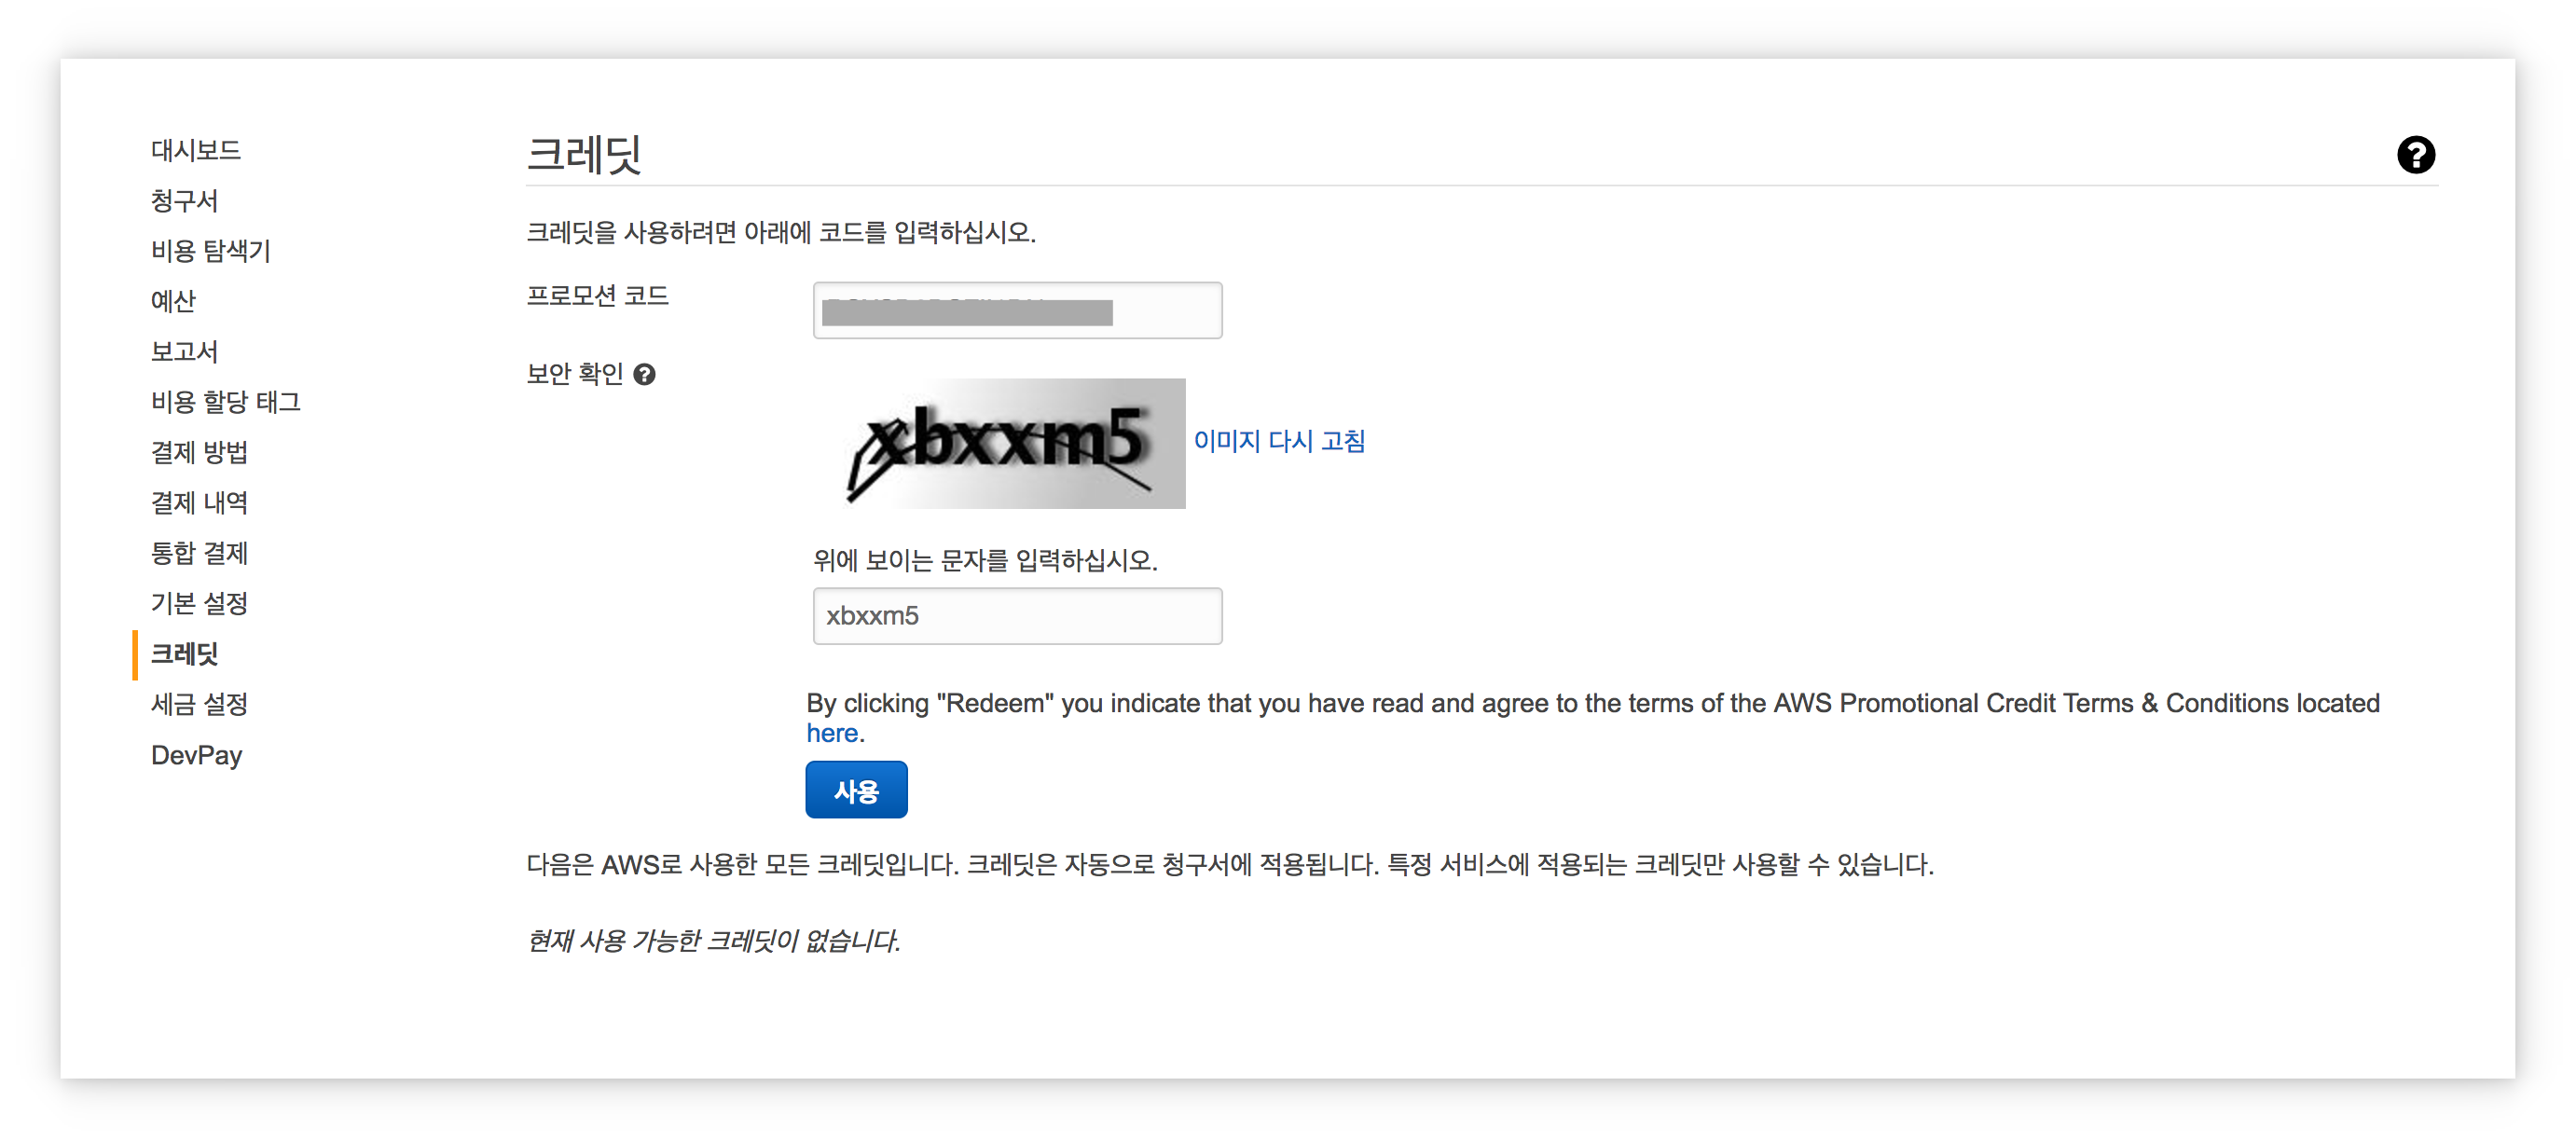 대시보드
청구서
비용 탐색기
예산
보고서
비용 할당 태그
결제 방법
결제 내역
통합 결제
기본 설정
크레딧
세금 설정
DevPay
크레딧
크레딧을 사용하려면 아래에 코드를 입력하십시오.
프로모션 코드
보안 확인 ?
xbxxm5
이미지 다시 고침
위에 보이는 문자를 입력하십시오.
xbxxm5
By clicking "Redeem" you indicate that you have read and agree to the terms of the AWS Promotional Credit Terms & Conditions located
here.
사용
다음은 AWS로 사용한 모든 크레딧입니다. 크레딧은 자동으로 청구서에 적용됩니다. 특정 서비스에 적용되는 크레딧만 사용할 수 있습니다.
현재 사용 가능한 크레딧이 없습니다.